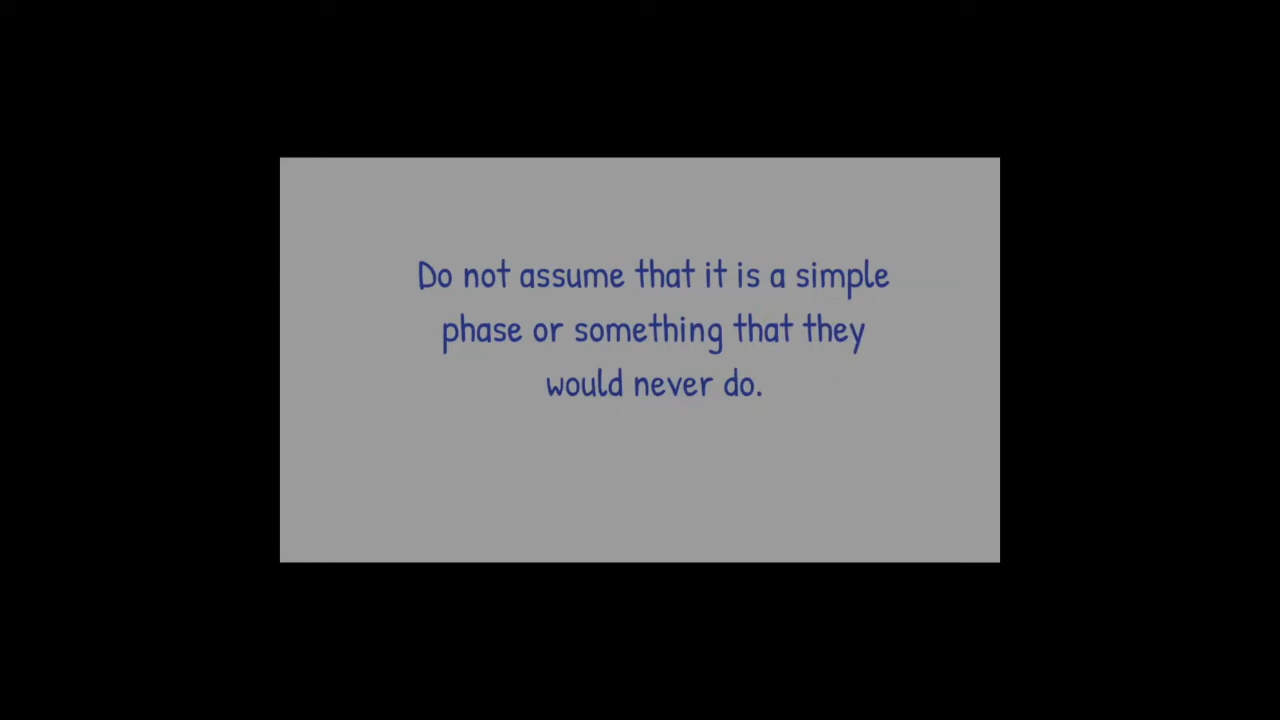 Do not assume that it is a simple
phase or something that they
would never do.